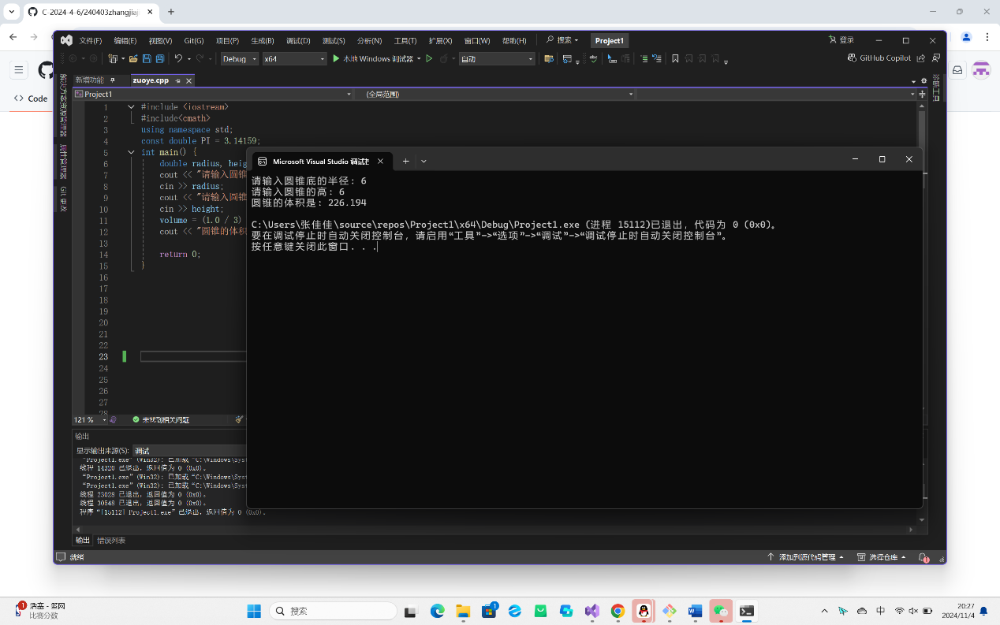 C-2024-4-6/240403zhangjiaji
Code
文件(F) 编辑(E) 视图(V) Git(G) 项目(P) 生成(B) 调试(D) 测试(S) 分析(N) 工具(T) 扩展(X) 窗口(W) 帮助(H) 搜索 Project1 登录
Debug x64 本地 Windows 调试器 自动 GitHub Copilot
新增功能 zuoye.cpp
Project1 (全局范围)
1 #include <iostream>
2 #include<cmath>
3 using namespace std;
4 const double PI = 3.14159;
5 int main() {
6 double radius, heig
7 cout << "请输入圆锥
8 cin >> radius;
9 cout << "请输入圆锥
10 cin >> height;
11 volume = (1.0 / 3)
12 cout << "圆锥的体积
13
14 return 0;
15 }
16
17
18
19
20
21
22
23
24
25
26
27
28
Microsoft Visual Studio 调试
请输入圆锥底的半径: 6
请输入圆锥的高: 6
圆锥的体积是: 226.194
C:\Users\张佳佳\source\repos\Project1\x64\Debug\Project1.exe (进程 15112)已退出，代码为 0 (0x0)。
要在调试停止时自动关闭控制台，请启用“工具”->“选项”->“调试”->“调试停止时自动关闭控制台”。
按任意键关闭此窗口. . .
Git 更改
工具
121 % 未找到相关问题
输出
显示输出来源(S): 调试
“Project1.exe” (Win32): 已加载 “C:\Windows\Syst
线程 14320 已退出，返回值为 0 (0x0)。
“Project1.exe” (Win32): 已加载 “C:\Windows\Syst
“Project1.exe” (Win32): 已加载 “C:\Windows\Syst
线程 23028 已退出，返回值为 0 (0x0)。
线程 30548 已退出，返回值为 0 (0x0)。
程序“[15112] Project1.exe”已退出，返回值为 0 (0x0)。
输出 错误列表
就绪 添加到源代码管理 选择仓库 1
1 活塞 - 篮网
比赛分数
搜索
1
中
20:27
2024/11/4